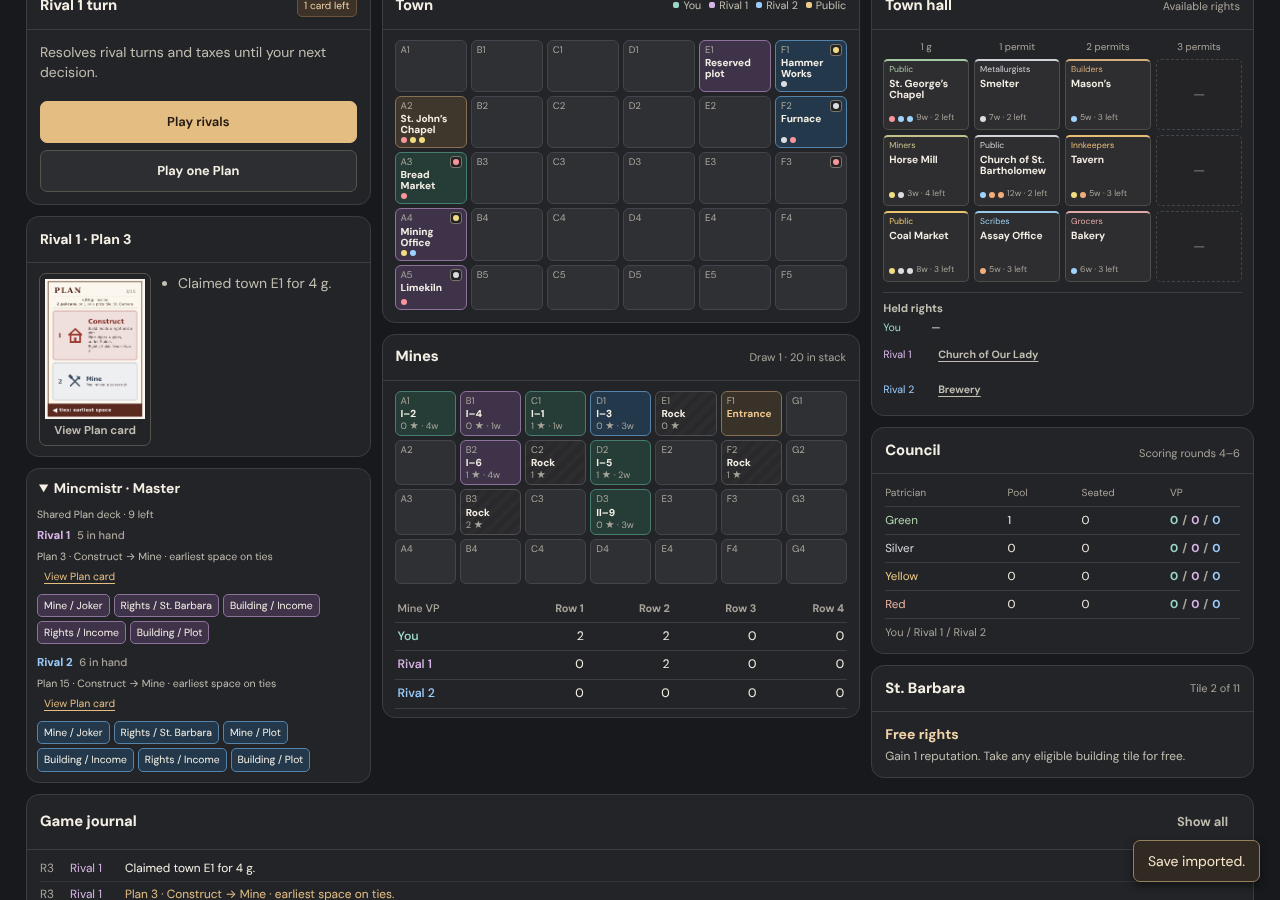 Rival 1 turn
1 card left
Resolves rival turns and taxes until your next
decision.
Play rivals
Play one Plan
Rival 1 · Plan 3
PLAN
Construct
Mine
View Plan card
• Claimed town E1 for 4 g.
▼ Mincmistr · Master
Shared Plan deck · 9 left
Rival 1 5 in hand
Plan 3 · Construct → Mine · earliest space on ties
View Plan card
Mine / Joker Rights / St. Barbara Building / Income
Rights / Income Building / Plot
Rival 2 6 in hand
Plan 15 · Construct → Mine · earliest space on ties
View Plan card
Mine / Joker Rights / St. Barbara Mine / Plot
Building / Income Rights / Income Building / Plot
Town
You Rival 1 Rival 2 Public
A1 B1 C1 D1 E1 Reserved plot F1 Hammer Works
A2 St. John's Chapel B2 C2 D2 E2 F2 Furnace
A3 Bread Market B3 C3 D3 E3 F3
A4 Mining Office B4 C4 D4 E4 F4
A5 Limekiln B5 C5 D5 E5 F5
Mines
Draw 1 · 20 in stack
A1 I–2 0 ★ · 4w B1 I–4 0 ★ · 1w C1 I–1 1 ★ · 1w D1 I–3 0 ★ · 3w E1 Rock 0 ★ F1 Entrance G1
A2 B2 I–6 1 ★ · 4w C2 Rock 1 ★ D2 I–5 1 ★ · 2w E2 F2 Rock 1 ★ G2
A3 B3 Rock 2 ★ C3 D3 II–9 0 ★ · 3w E3 F3 G3
A4 B4 C4 D4 E4 F4 G4
Mine VP Row 1 Row 2 Row 3 Row 4
You 2 2 0 0
Rival 1 0 2 0 0
Rival 2 0 0 0 0
Town hall
Available rights
1 g 1 permit 2 permits 3 permits
Public St. George's Chapel 9w · 2 left Metallurgists Smelter 7w · 2 left Builders Mason's 5w · 3 left —
Miners Horse Mill 3w · 4 left Public Church of St. Bartholomew 12w · 2 left Innkeepers Tavern 5w · 3 left —
Public Coal Market 8w · 3 left Scribes Assay Office 5w · 3 left Grocers Bakery 6w · 3 left —
Held rights
You —
Rival 1 Church of Our Lady
Rival 2 Brewery
Council
Scoring rounds 4–6
Patrician Pool Seated VP
Green 1 0 0 / 0 / 0
Silver 0 0 0 / 0 / 0
Yellow 0 0 0 / 0 / 0
Red 0 0 0 / 0 / 0
You / Rival 1 / Rival 2
St. Barbara
Tile 2 of 11
Free rights
Gain 1 reputation. Take any eligible building tile for free.
Game journal
Show all
R3 Rival 1 Claimed town E1 for 4 g.
R3 Rival 1 Plan 3 · Construct → Mine · earliest space on ties.
Save imported.